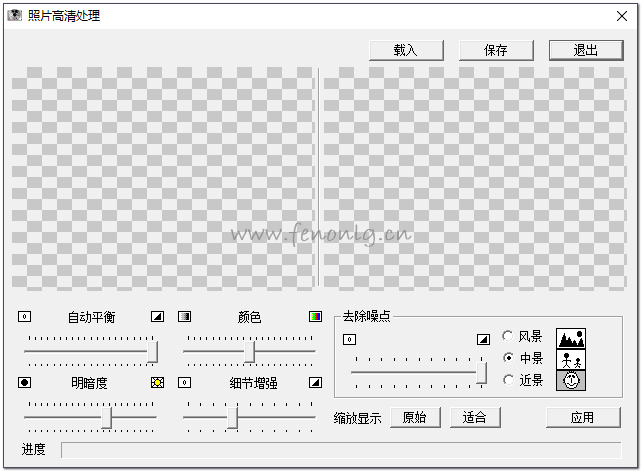 照片高清处理
载入 保存 退出
www.fenonlg.cn
自动平衡 颜色 去除噪点
风景
中景
近景
明暗度 细节增强
缩放显示 原始 适合 应用
进度